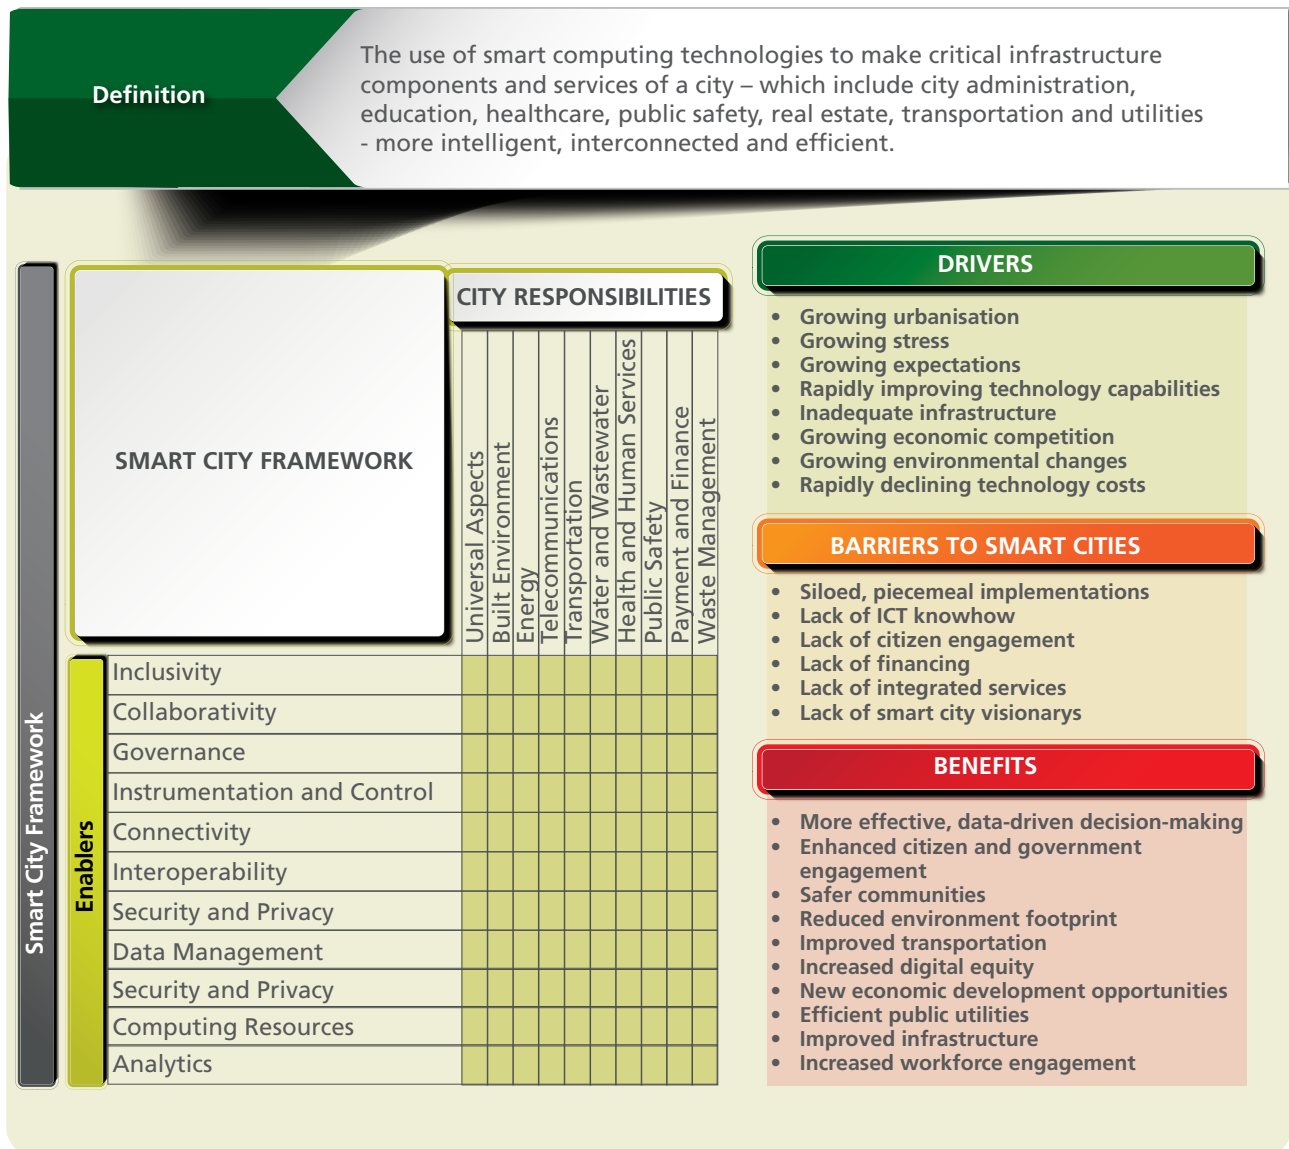 Definition
The use of smart computing technologies to make critical infrastructure
components and services of a city – which include city administration,
education, healthcare, public safety, real estate, transportation and utilities
- more intelligent, interconnected and efficient.
Smart City Framework
SMART CITY FRAMEWORK
CITY RESPONSIBILITIES
Universal Aspects
Built Environment
Energy
Telecommunications
Transportation
Water and Wastewater
Health and Human Services
Public Safety
Payment and Finance
Waste Management
Enablers
Inclusivity
Collaborativity
Governance
Instrumentation and Control
Connectivity
Interoperability
Security and Privacy
Data Management
Security and Privacy
Computing Resources
Analytics
DRIVERS
• Growing urbanisation
• Growing stress
• Growing expectations
• Rapidly improving technology capabilities
• Inadequate infrastructure
• Growing economic competition
• Growing environmental changes
• Rapidly declining technology costs
BARRIERS TO SMART CITIES
• Siloed, piecemeal implementations
• Lack of ICT knowhow
• Lack of citizen engagement
• Lack of financing
• Lack of integrated services
• Lack of smart city visionarys
BENEFITS
• More effective, data-driven decision-making
• Enhanced citizen and government
engagement
• Safer communities
• Reduced environment footprint
• Improved transportation
• Increased digital equity
• New economic development opportunities
• Efficient public utilities
• Improved infrastructure
• Increased workforce engagement